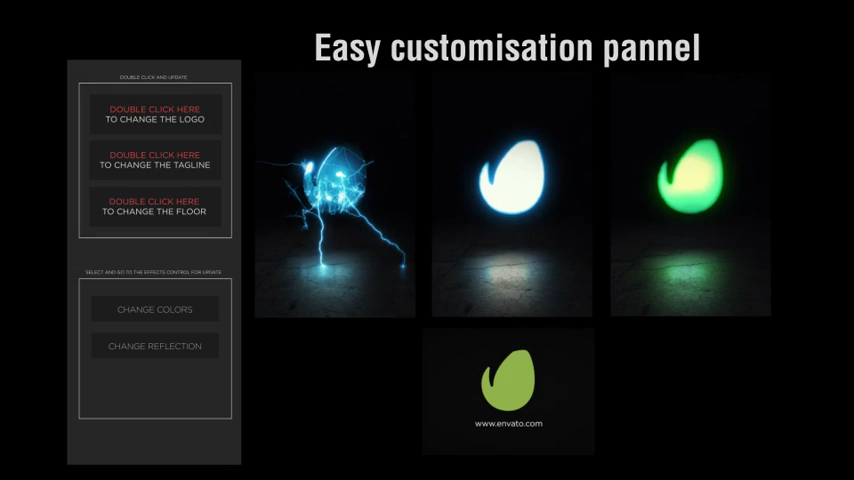 Easy customisation pannel
DOUBLE CLICK AND UPDATE
DOUBLE CLICK HERE
TO CHANGE THE LOGO
DOUBLE CLICK HERE
TO CHANGE THE TAGLINE
DOUBLE CLICK HERE
TO CHANGE THE FLOOR
SELECT AND GO TO THE EFFECTS CONTROL FOR UPDATE
CHANGE COLORS
CHANGE REFLECTION
www.envato.com